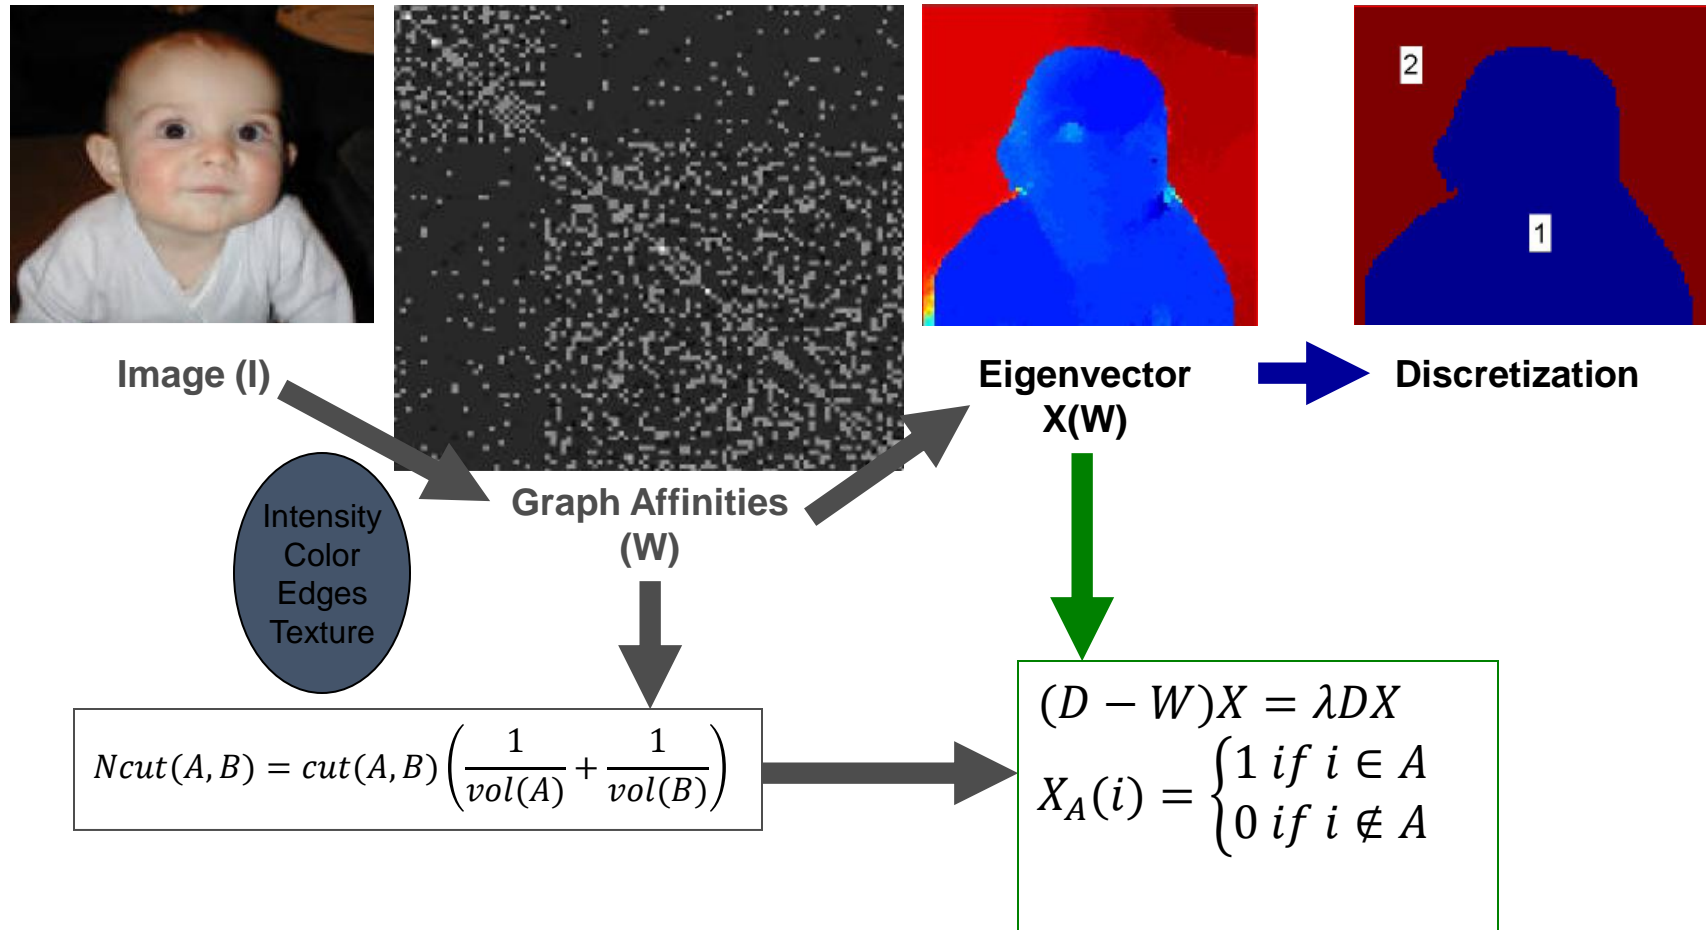 2
1
Image (I)
Graph Affinities
(W)
Eigenvector
X(W)
Discretization
Intensity
Color
Edges
Texture
Ncut(A, B) = cut(A, B) (1/vol(A) + 1/vol(B))
(D − W)X = λDX
X_A(i) = {1 if i ∈ A
0 if i ∉ A